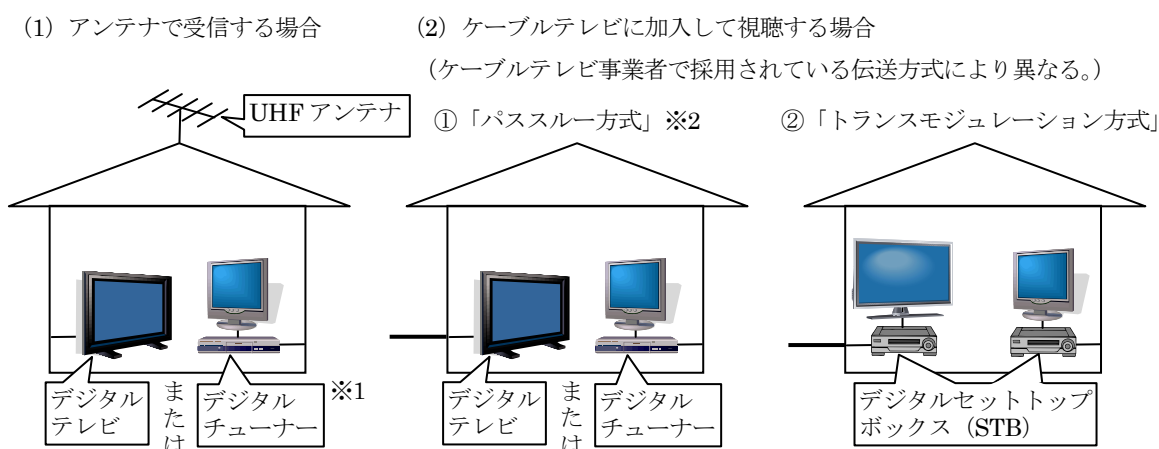 (1) アンテナで受信する場合
(2) ケーブルテレビに加入して視聴する場合
（ケーブルテレビ事業者で採用されている伝送方式により異なる。）
UHF アンテナ
①「パススルー方式」※2
②「トランスモジュレーション方式」
デジタル
テレビ
または
デジタル
チューナー
※1
デジタル
テレビ
または
デジタル
チューナー
デジタルセットトップ
ボックス（STB）